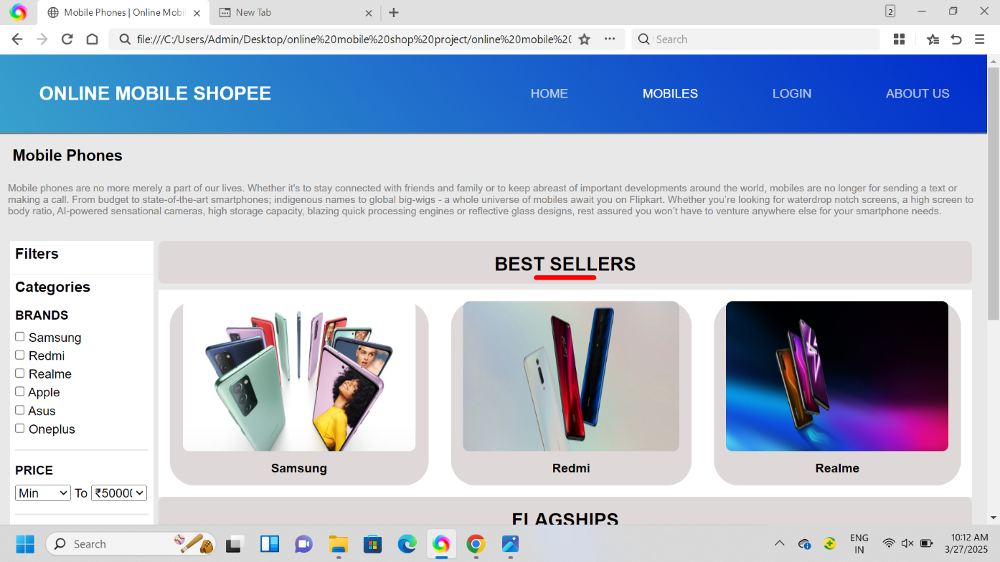 Mobile Phones | Online Mobil
New Tab
2
file:///C:/Users/Admin/Desktop/online%20mobile%20shop%20project/online%20mobile%20(
Search
ONLINE MOBILE SHOPEE
HOME
MOBILES
LOGIN
ABOUT US
Mobile Phones
Mobile phones are no more merely a part of our lives. Whether it's to stay connected with friends and family or to keep abreast of important developments around the world, mobiles are no longer for sending a text or
making a call. From budget to state-of-the-art smartphones; indigenous names to global big-wigs - a whole universe of mobiles await you on Flipkart. Whether you’re looking for waterdrop notch screens, a high screen to
body ratio, AI-powered sensational cameras, high storage capacity, blazing quick processing engines or reflective glass designs, rest assured you won’t have to venture anywhere else for your smartphone needs.
Filters
Categories
BRANDS
Samsung
Redmi
Realme
Apple
Asus
Oneplus
PRICE
Min To ₹50000
BEST SELLERS
Samsung
Redmi
Realme
FLAGSHIPS
Search
ENG
IN
10:12 AM
3/27/2025